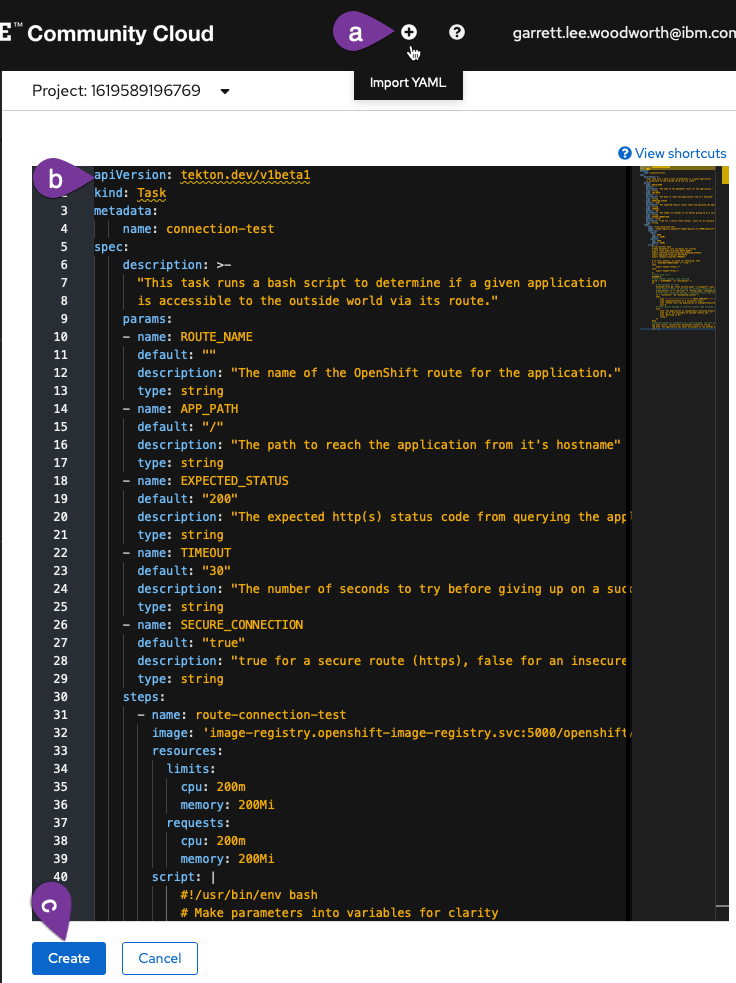 E™ Community Cloud
a
garrett.lee.woodworth@ibm.com
Import YAML
Project: 1619589196769
View shortcuts
b
apiVersion: tekton.dev/v1beta1
kind: Task
3 metadata:
4 name: connection-test
5 spec:
6 description: >-
7 "This task runs a bash script to determine if a given application
8 is accessible to the outside world via its route."
9 params:
10 - name: ROUTE_NAME
11 default: ""
12 description: "The name of the OpenShift route for the application."
13 type: string
14 - name: APP_PATH
15 default: "/"
16 description: "The path to reach the application from it's hostname"
17 type: string
18 - name: EXPECTED_STATUS
19 default: "200"
20 description: "The expected http(s) status code from querying the appl
21 type: string
22 - name: TIMEOUT
23 default: "30"
24 description: "The number of seconds to try before giving up on a succ
25 type: string
26 - name: SECURE_CONNECTION
27 default: "true"
28 description: "true for a secure route (https), false for an insecure
29 type: string
30 steps:
31 - name: route-connection-test
32 image: 'image-registry.openshift-image-registry.svc:5000/openshift/
33 resources:
34 limits:
35 cpu: 200m
36 memory: 200Mi
37 requests:
38 cpu: 200m
39 memory: 200Mi
40 script: |
#!/usr/bin/env bash
# Make parameters into variables for clarity
c
Create
Cancel